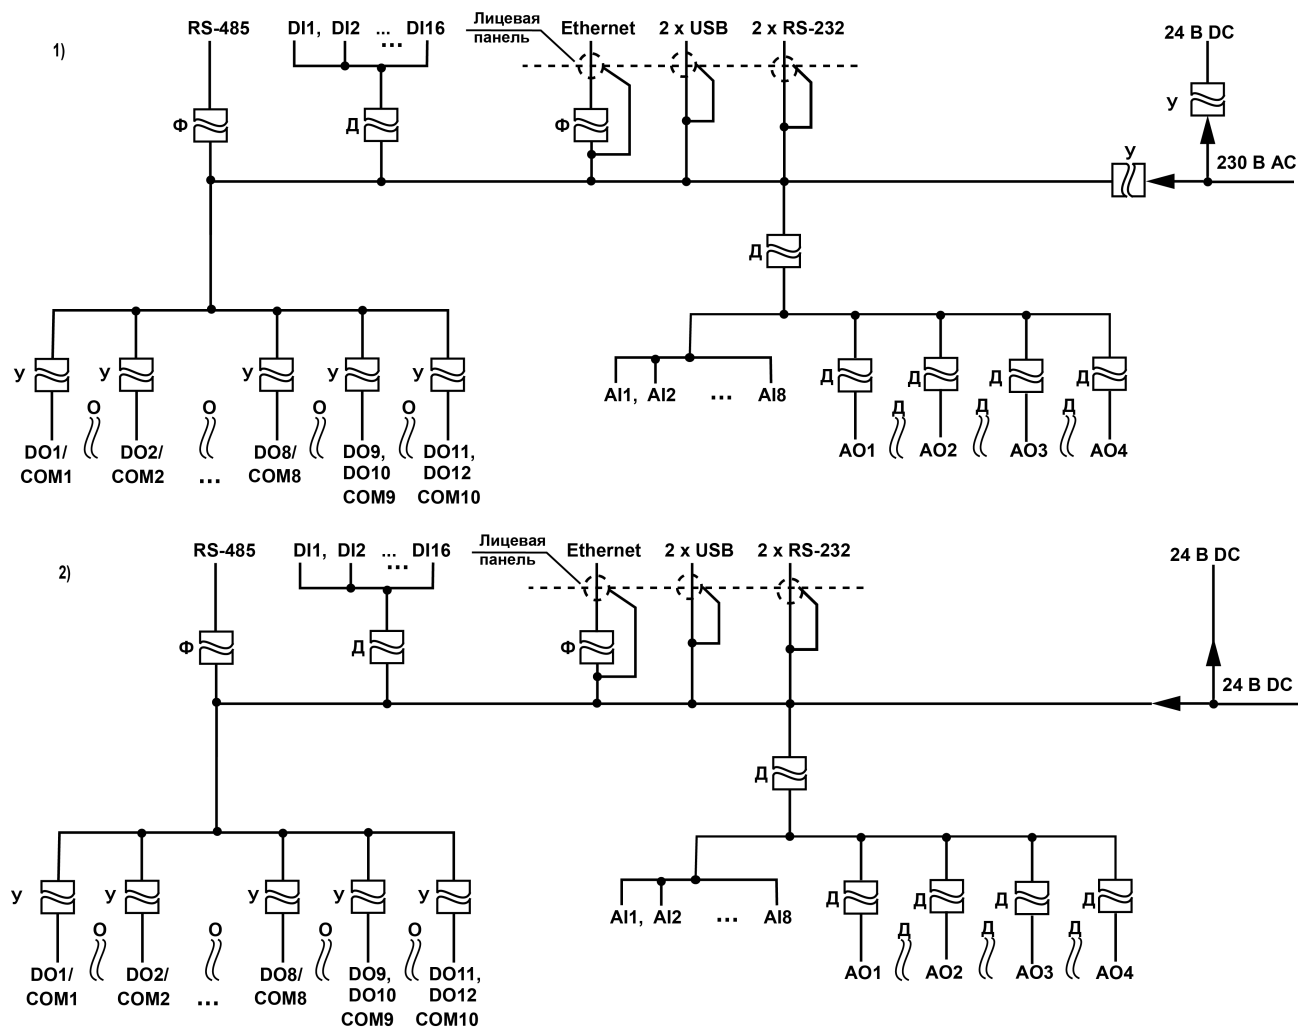 1)
RS-485
DI1, DI2 ... DI16
...
Лицевая
панель
Ethernet
2 x USB
2 x RS-232
24 В DC
Ф
Д
Ф
У
У
230 В AC
Д
У
У
У
У
У
О
О
О
О
DO1/
COM1
DO2/
COM2
...
DO8/
COM8
DO9,
DO10
COM9
DO11,
DO12
COM10
AI1, AI2 ... AI8
Д
Д
Д
Д
Д
Д
Д
AO1
AO2
AO3
AO4
2)
RS-485
DI1, DI2 ... DI16
...
Лицевая
панель
Ethernet
2 x USB
2 x RS-232
24 В DC
Ф
Д
Ф
24 В DC
Д
У
У
У
У
У
О
О
О
О
DO1/
COM1
DO2/
COM2
...
DO8/
COM8
DO9,
DO10
COM9
DO11,
DO12
COM10
AI1, AI2 ... AI8
Д
Д
Д
Д
Д
Д
Д
AO1
AO2
AO3
AO4